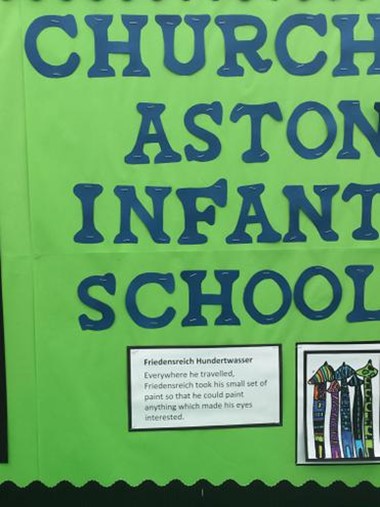 CHURCH
ASTON
INFANT
SCHOOL
Friedensreich Hundertwasser
Everywhere he travelled,
Friedensreich took his small set of
paint so that he could paint
anything which made his eyes
interested.